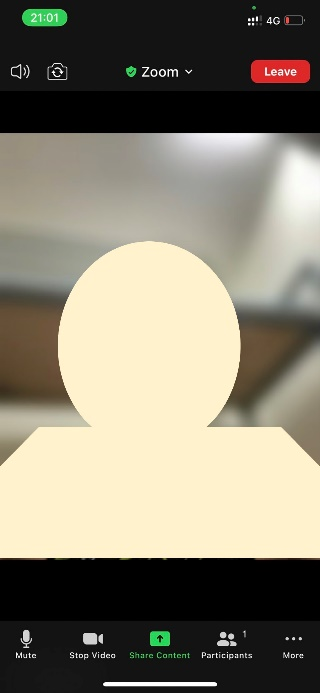 21:01
4G
Zoom
Leave
1
Mute
Stop Video
Share Content
Participants
More